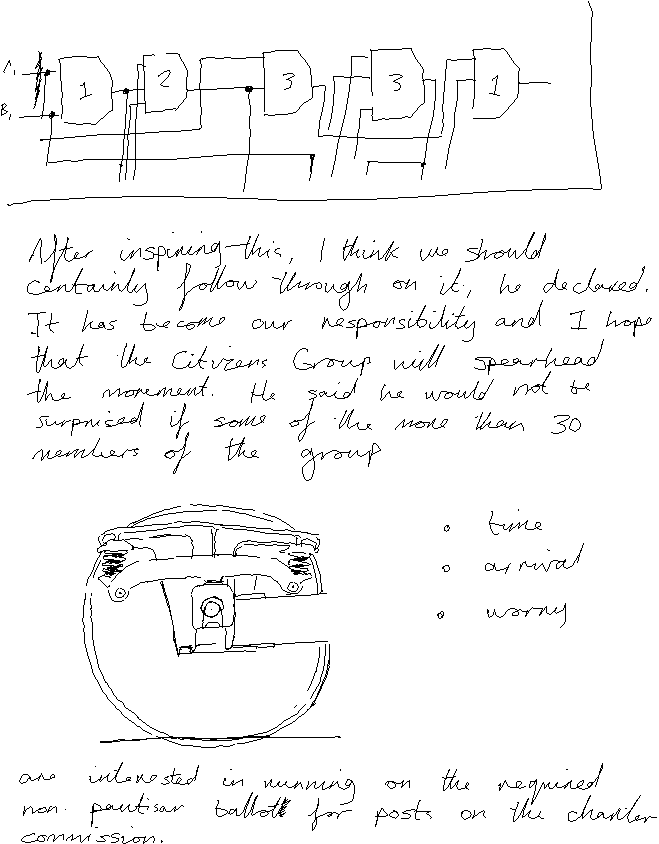 A₁
B₁
1 2 3 3 1
After inspiring this, I think we should
certainly follow through on it, he declared.
It has become our responsibility and I hope
that the Citizens Group will spearhead
the movement. He said he would not be
surprised if some of the more than 30
members of the group
• time
• arrival
• worry
are interested in running on the required
non partisan ballot for posts on the charter
commission.